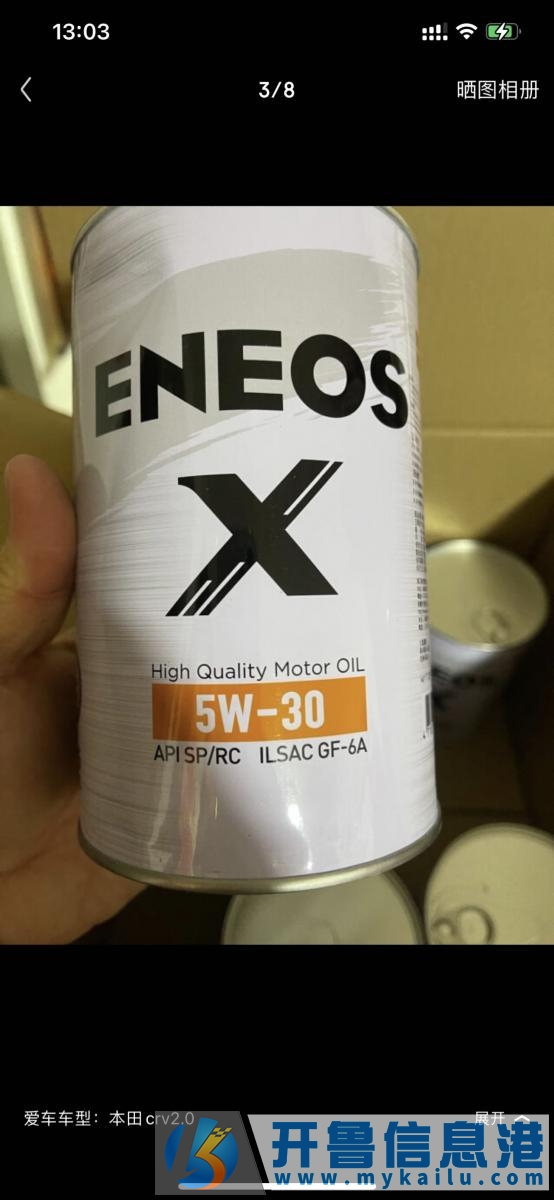 13:03
3/8
晒图相册
ENEOS
X
High Quality Motor OIL
5W-30
API SP/RC ILSAC GF-6A
爱车车型：本田crv2.0
展开
开鲁信息港
www.mykailu.com